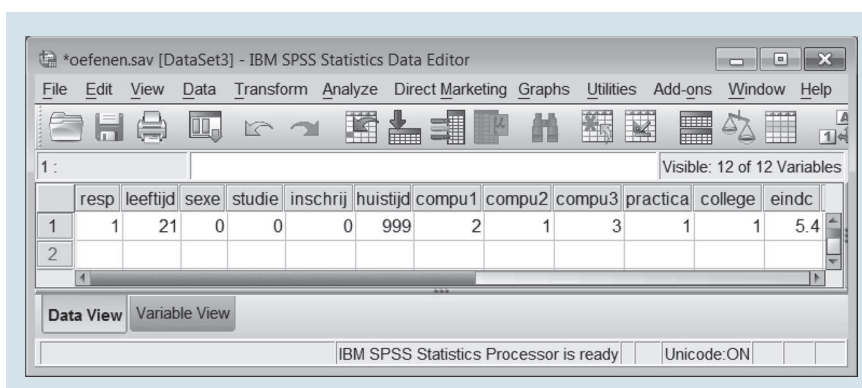 *oefenen.sav [DataSet3] - IBM SPSS Statistics Data Editor
File Edit View Data Transform Analyze Direct Marketing Graphs Utilities Add-ons Window Help
1 : Visible: 12 of 12 Variables
resp leeftijd sexe studie inschrij huistijd compu1 compu2 compu3 practica college eindc
1 1 21 0 0 0 999 2 1 3 1 1 5.4
2
Data View Variable View
IBM SPSS Statistics Processor is ready Unicode:ON